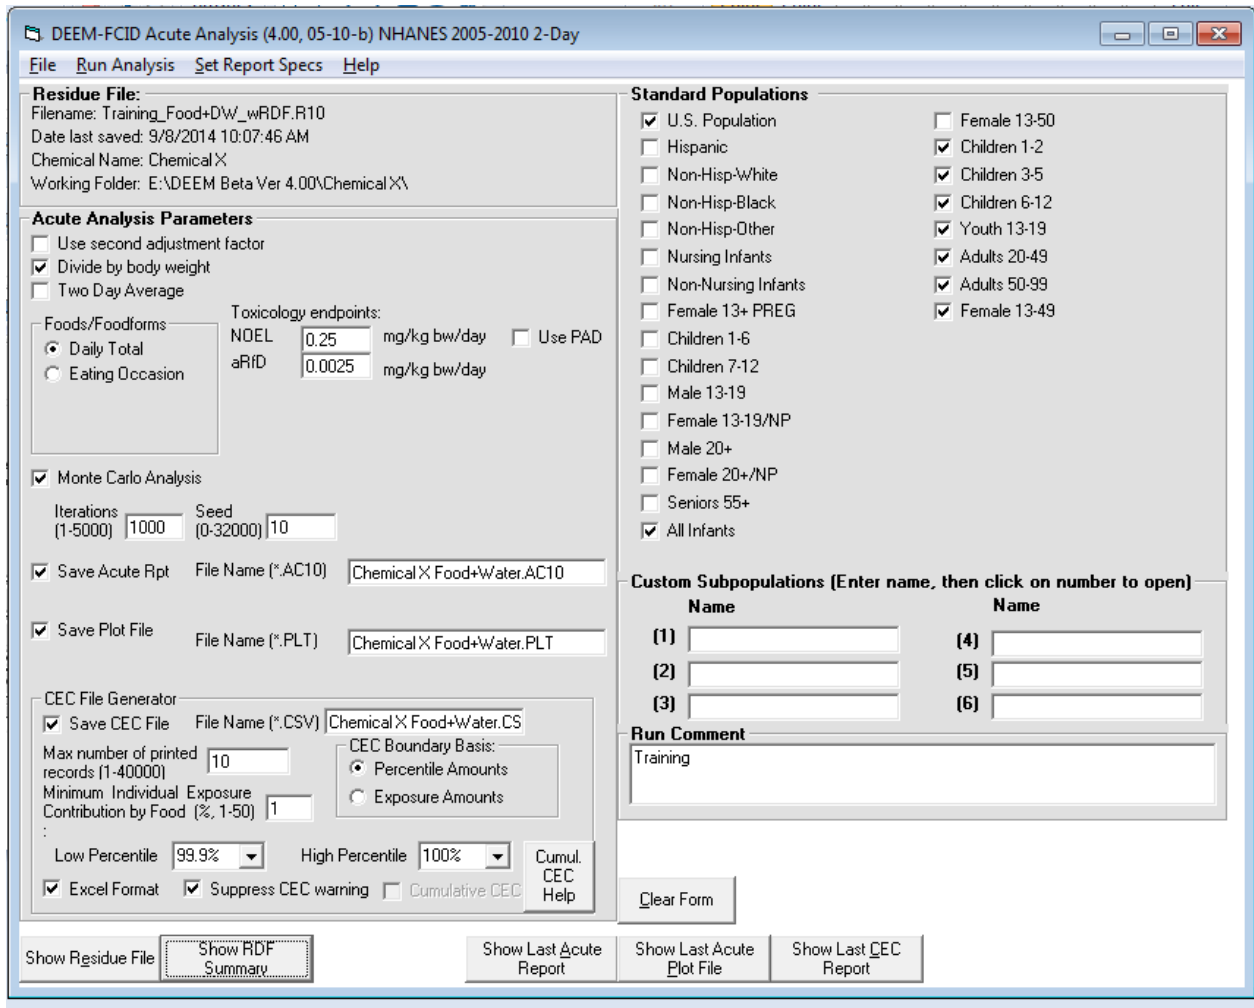 DEEM-FCID Acute Analysis (4.00, 05-10-b) NHANES 2005-2010 2-Day
File Run Analysis Set Report Specs Help
Residue File:
Filename: Training_Food+DW_wRDF.R10
Date last saved: 9/8/2014 10:07:46 AM
Chemical Name: Chemical X
Working Folder: E:\DEEM Beta Ver 4.00\Chemical X\
Acute Analysis Parameters
Use second adjustment factor
Divide by body weight
Two Day Average
Foods/Foodforms
Daily Total
Eating Occasion
Toxicology endpoints:
NOEL 0.25 mg/kg bw/day Use PAD
aRfD 0.0025 mg/kg bw/day
Monte Carlo Analysis
Iterations
(1-5000) 1000
Seed
(0-32000) 10
Save Acute Rpt File Name (*.AC10) Chemical X Food+Water.AC10
Save Plot File File Name (*.PLT) Chemical X Food+Water.PLT
CEC File Generator
Save CEC File File Name (*.CSV) Chemical X Food+Water.CS
Max number of printed
records (1-40000) 10
Minimum Individual Exposure
Contribution by Food (%, 1-50) 1
:
CEC Boundary Basis:
Percentile Amounts
Exposure Amounts
Low Percentile 99.9% High Percentile 100%
Excel Format Suppress CEC warning Cumulative CEC
Cumul.
CEC
Help
Standard Populations
U.S. Population
Hispanic
Non-Hisp-White
Non-Hisp-Black
Non-Hisp-Other
Nursing Infants
Non-Nursing Infants
Female 13+ PREG
Children 1-6
Children 7-12
Male 13-19
Female 13-19/NP
Male 20+
Female 20+/NP
Seniors 55+
All Infants
Female 13-50
Children 1-2
Children 3-5
Children 6-12
Youth 13-19
Adults 20-49
Adults 50-99
Female 13-49
Custom Subpopulations (Enter name, then click on number to open)
Name Name
(1) (4)
(2) (5)
(3) (6)
Run Comment
Training
Clear Form
Show Residue File
Show RDF
Summary
Show Last Acute
Report
Show Last Acute
Plot File
Show Last CEC
Report